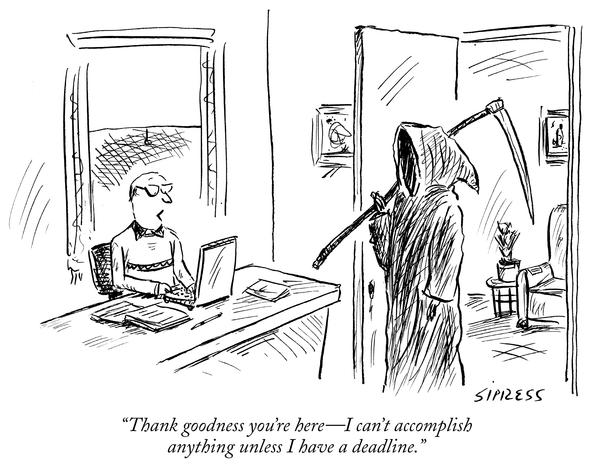 SIPRESS
“Thank goodness you’re here—I can’t accomplish
anything unless I have a deadline.”